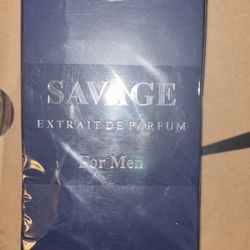 SAVAGE
EXTRAIT DE PARFUM
For Men